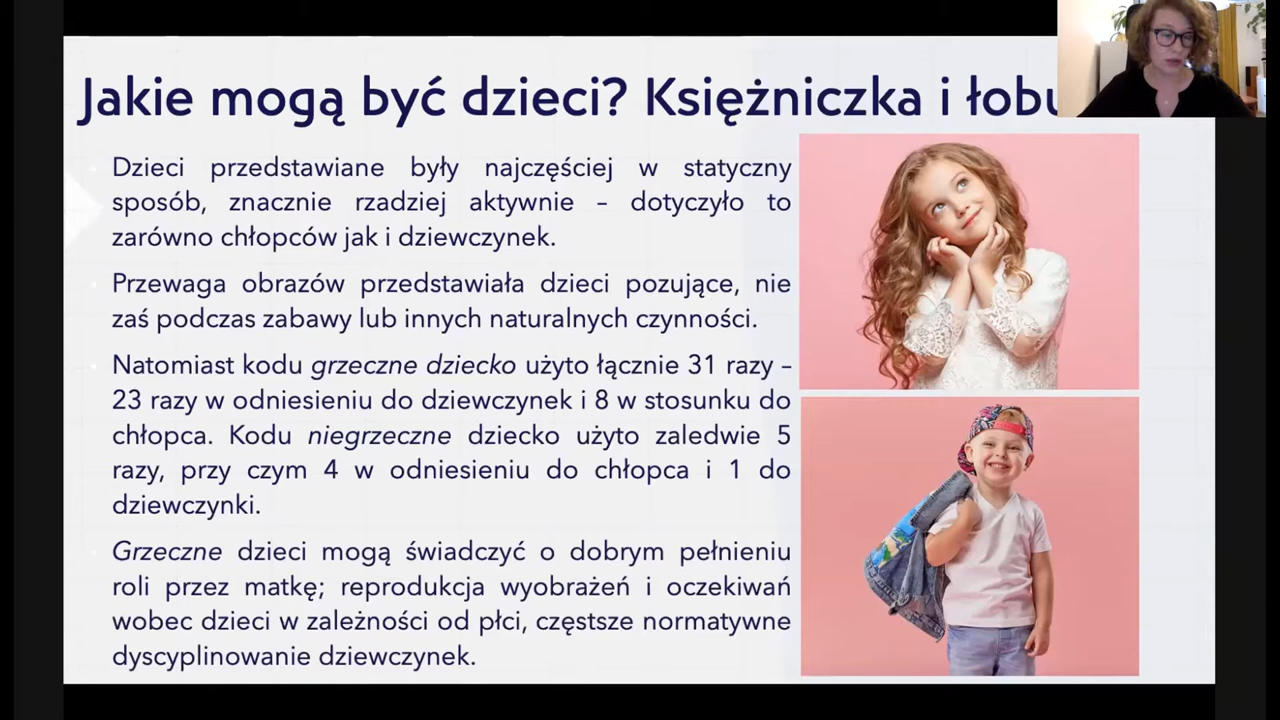 Jakie mogą być dzieci? Księżniczka i łobu
Dzieci przedstawiane były najczęściej w statyczny
sposób, znacznie rzadziej aktywnie – dotyczyło to
zarówno chłopców jak i dziewczynek.
Przewaga obrazów przedstawiała dzieci pozujące, nie
zaś podczas zabawy lub innych naturalnych czynności.
Natomiast kodu grzeczne dziecko użyto łącznie 31 razy –
23 razy w odniesieniu do dziewczynek i 8 w stosunku do
chłopca. Kodu niegrzeczne dziecko użyto zaledwie 5
razy, przy czym 4 w odniesieniu do chłopca i 1 do
dziewczynki.
Grzeczne dzieci mogą świadczyć o dobrym pełnieniu
roli przez matkę; reprodukcja wyobrażeń i oczekiwań
wobec dzieci w zależności od płci, częstsze normatywne
dyscyplinowanie dziewczynek.